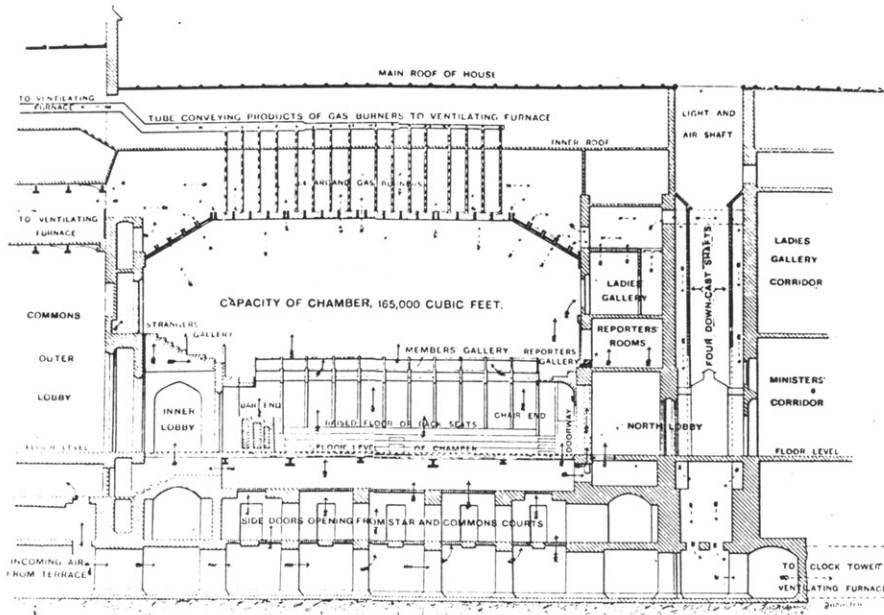 MAIN ROOF OF HOUSE
TO VENTILATING
FURNACE
TUBE CONVEYING PRODUCTS OF GAS BURNERS TO VENTILATING FURNACE
LIGHT AND
AIR SHAFT
INNER ROOF
ARGAND GAS BURNERS
TO VENTILATING
FURNACE
LADIES
GALLERY
CORRIDOR
FOUR DOWN-CAST SHAFTS
LADIES
GALLERY
CAPACITY OF CHAMBER, 165,000 CUBIC FEET.
COMMONS
OUTER
LOBBY
STRANGERS
GALLERY
REPORTERS'
ROOMS
MEMBERS GALLERY
REPORTERS
GALLERY
MINISTERS'
CORRIDOR
INNER
LOBBY
BAR END
CHAIR END
RAISED FLOOR OF BACK SEATS
DOORWAY
NORTH LOBBY
FLOOR LEVEL
FLOOR LEVEL OF CHAMBER
FLOOR LEVEL
SIDE DOORS OPENING FROM STAR AND COMMONS COURTS
INCOMING AIR
FROM TERRACE
TO CLOCK TOWER
VENTILATING FURNACE